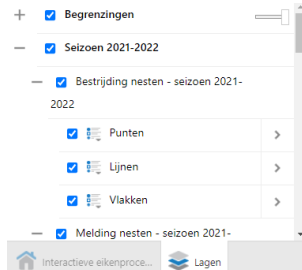 Begrenzingen
Seizoen 2021-2022
Bestrijding nesten - seizoen 2021-
2022
Punten
Lijnen
Vlakken
Melding nesten - seizoen 2021-
Interactieve eikenproce... Lagen